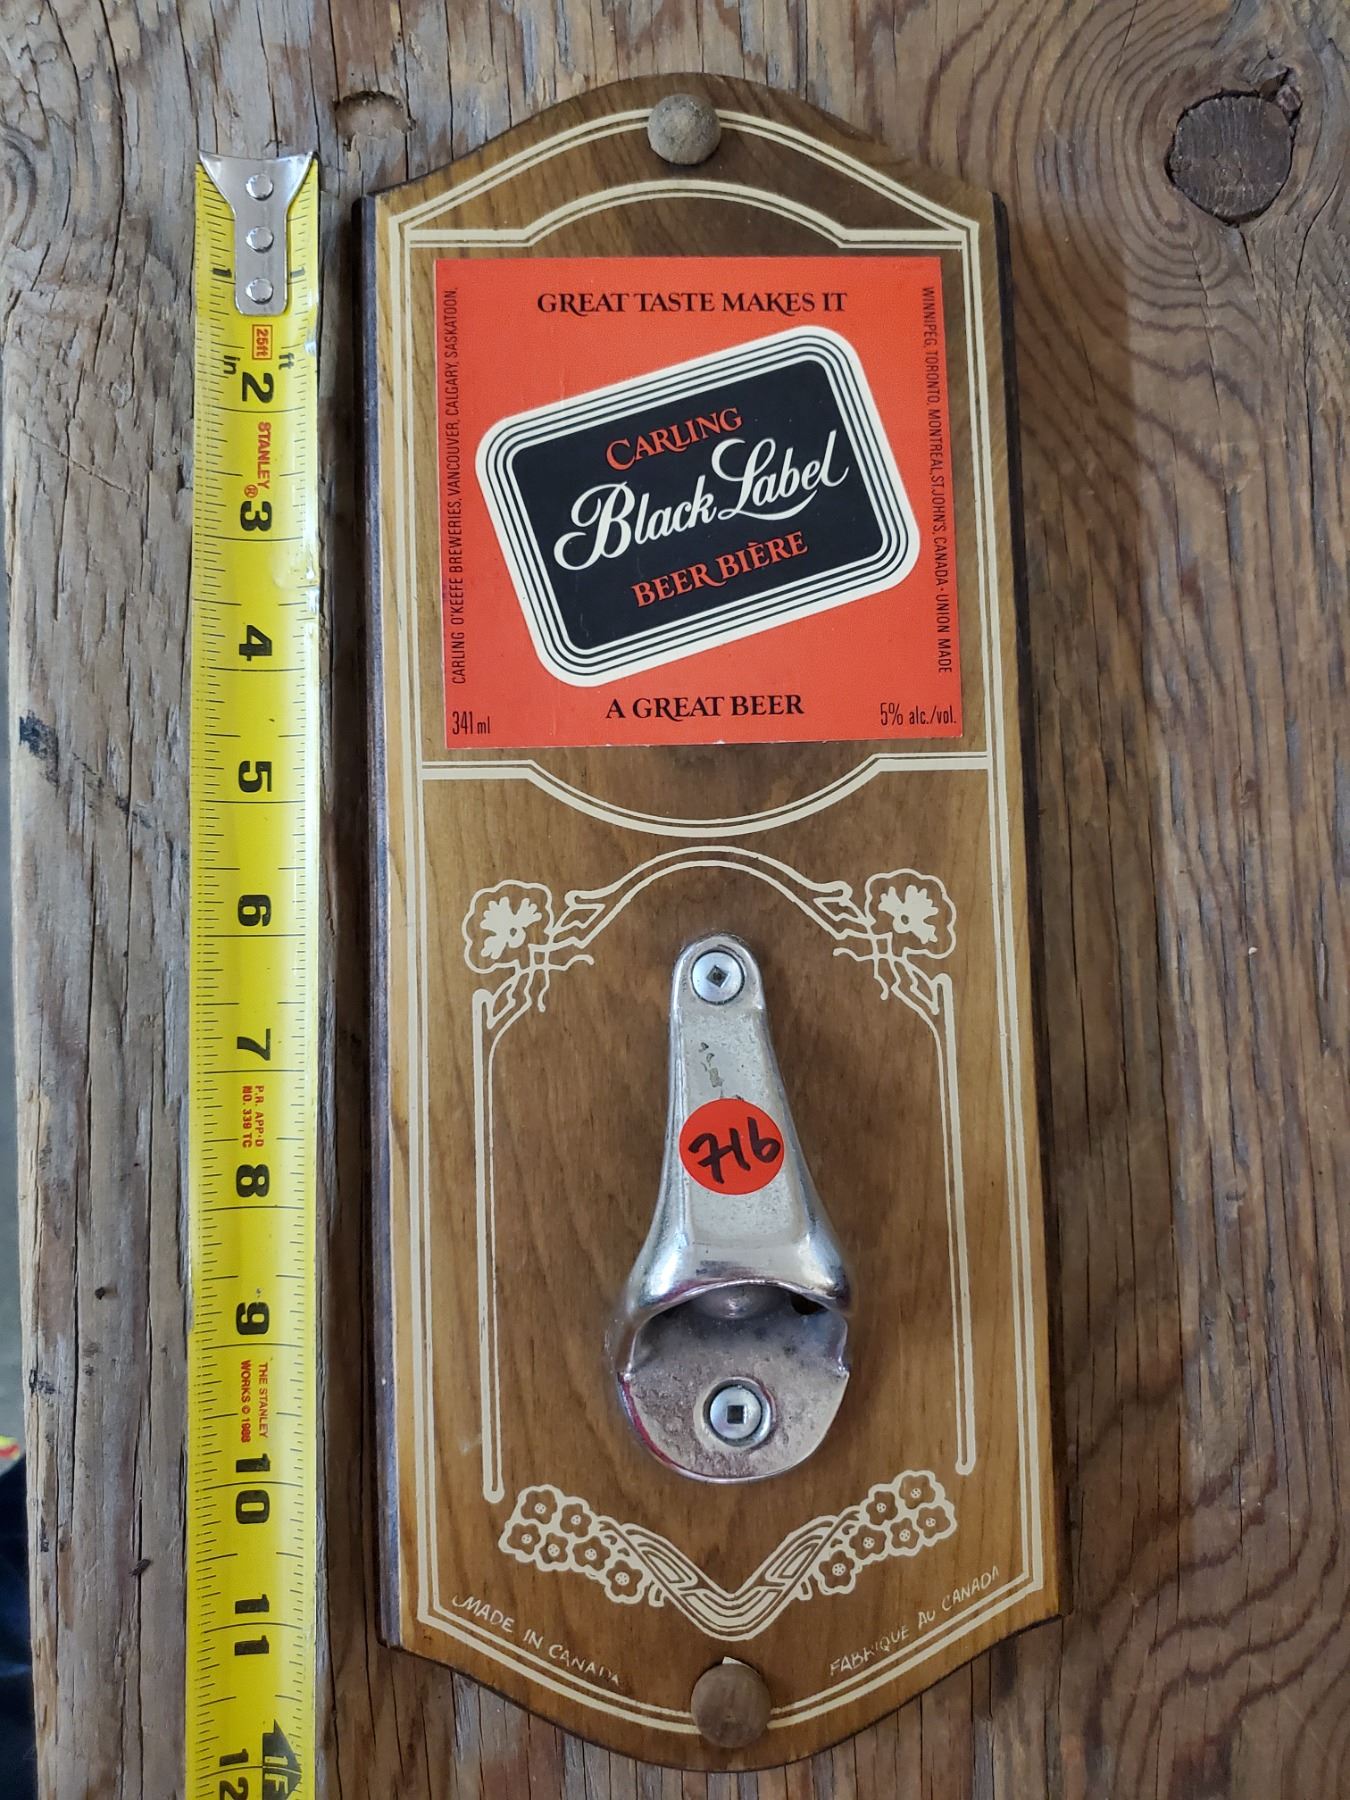 GREAT TASTE MAKES IT
CARLING O'KEEFE BREWERIES, VANCOUVER, CALGARY, SASKATOON,
WINNIPEG, TORONTO, MONTREAL, ST. JOHN'S, CANADA • UNION MADE
CARLING
Black Label
BEER BIÈRE
A GREAT BEER
341 ml
5% alc./vol.
716
MADE IN CANADA
FABRIQUÉ AU CANADA
1 1
25ft
in ft
2
STANLEY®
3
4
5
6
7
P.R. APP'D
NO. 339 TC
8
9
THE STANLEY
WORKS © 1988
10
11
12